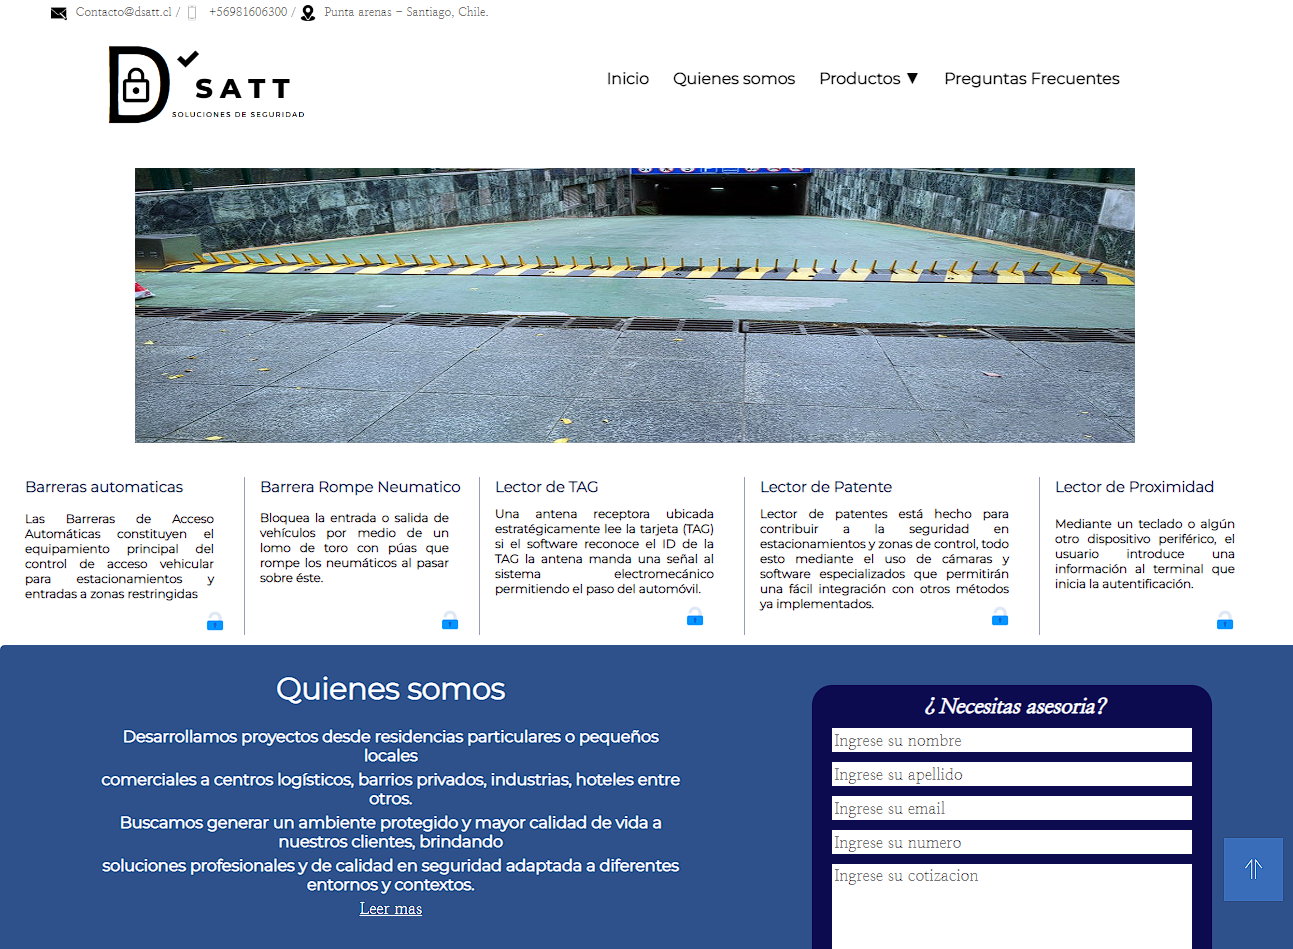 Contacto@dsatt.cl / +56981606300 / Punta arenas - Santiago, Chile.
D' SATT
SOLUCIONES DE SEGURIDAD
Inicio Quienes somos Productos ▼ Preguntas Frecuentes
Barreras automaticas
Las Barreras de Acceso
Automáticas constituyen el
equipamiento principal del
control de acceso vehicular
para estacionamientos y
entradas a zonas restringidas
Barrera Rompe Neumatico
Bloquea la entrada o salida de
vehículos por medio de un
lomo de toro con púas que
rompe los neumáticos al pasar
sobre éste.
Lector de TAG
Una antena receptora ubicada
estratégicamente lee la tarjeta (TAG)
si el software reconoce el ID de la
TAG la antena manda una señal al
sistema electromecánico
permitiendo el paso del automóvil.
Lector de Patente
Lector de patentes está hecho para
contribuir a la seguridad en
estacionamientos y zonas de control, todo
esto mediante el uso de cámaras y
software especializados que permitirán
una fácil integración con otros métodos
ya implementados.
Lector de Proximidad
Mediante un teclado o algún
otro dispositivo periférico, el
usuario introduce una
información al terminal que
inicia la autentificación.
Quienes somos
Desarrollamos proyectos desde residencias particulares o pequeños
locales
comerciales a centros logísticos, barrios privados, industrias, hoteles entre
otros.
Buscamos generar un ambiente protegido y mayor calidad de vida a
nuestros clientes, brindando
soluciones profesionales y de calidad en seguridad adaptada a diferentes
entornos y contextos.
Leer mas
¿Necesitas asesoria?
Ingrese su nombre
Ingrese su apellido
Ingrese su email
Ingrese su numero
Ingrese su cotizacion